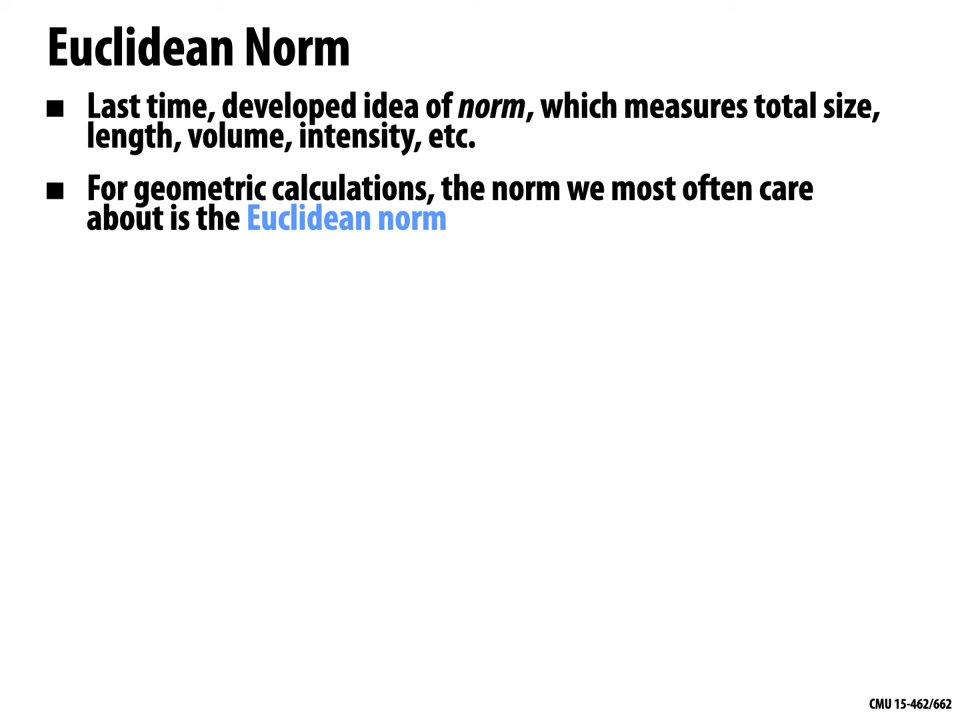 Euclidean Norm
■ Last time, developed idea of norm, which measures total size,
length, volume, intensity, etc.
■ For geometric calculations, the norm we most often care
about is the Euclidean norm
CMU 15-462/662